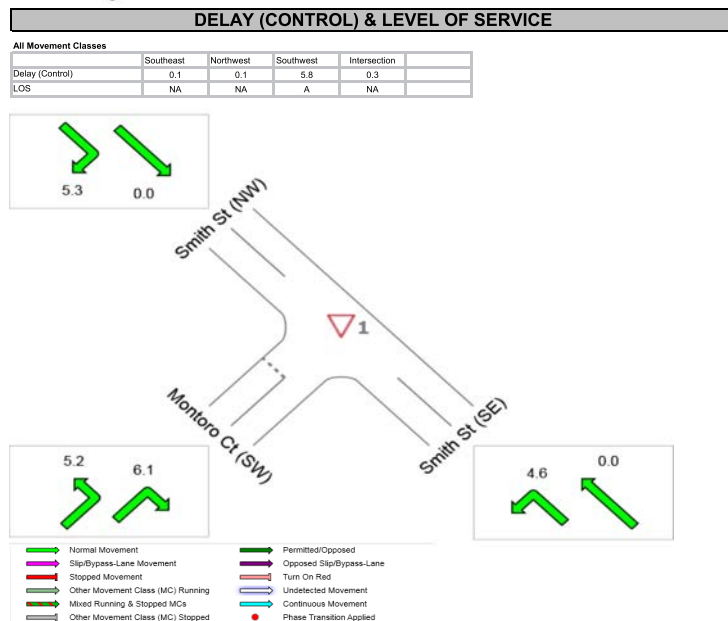 DELAY (CONTROL) & LEVEL OF SERVICE
All Movement Classes
Southeast Northwest Southwest Intersection
Delay (Control) 0.1 0.1 5.8 0.3
LOS NA NA A NA
5.3 0.0
Smith St (NW)
1
Montoro Ct (SW)
Smith St (SE)
5.2 6.1
4.6 0.0
Normal Movement Permitted/Opposed
Slip/Bypass-Lane Movement Opposed Slip/Bypass-Lane
Stopped Movement Turn On Red
Other Movement Class (MC) Running Undetected Movement
Mixed Running & Stopped MCs Continuous Movement
Other Movement Class (MC) Stopped Phase Transition Applied